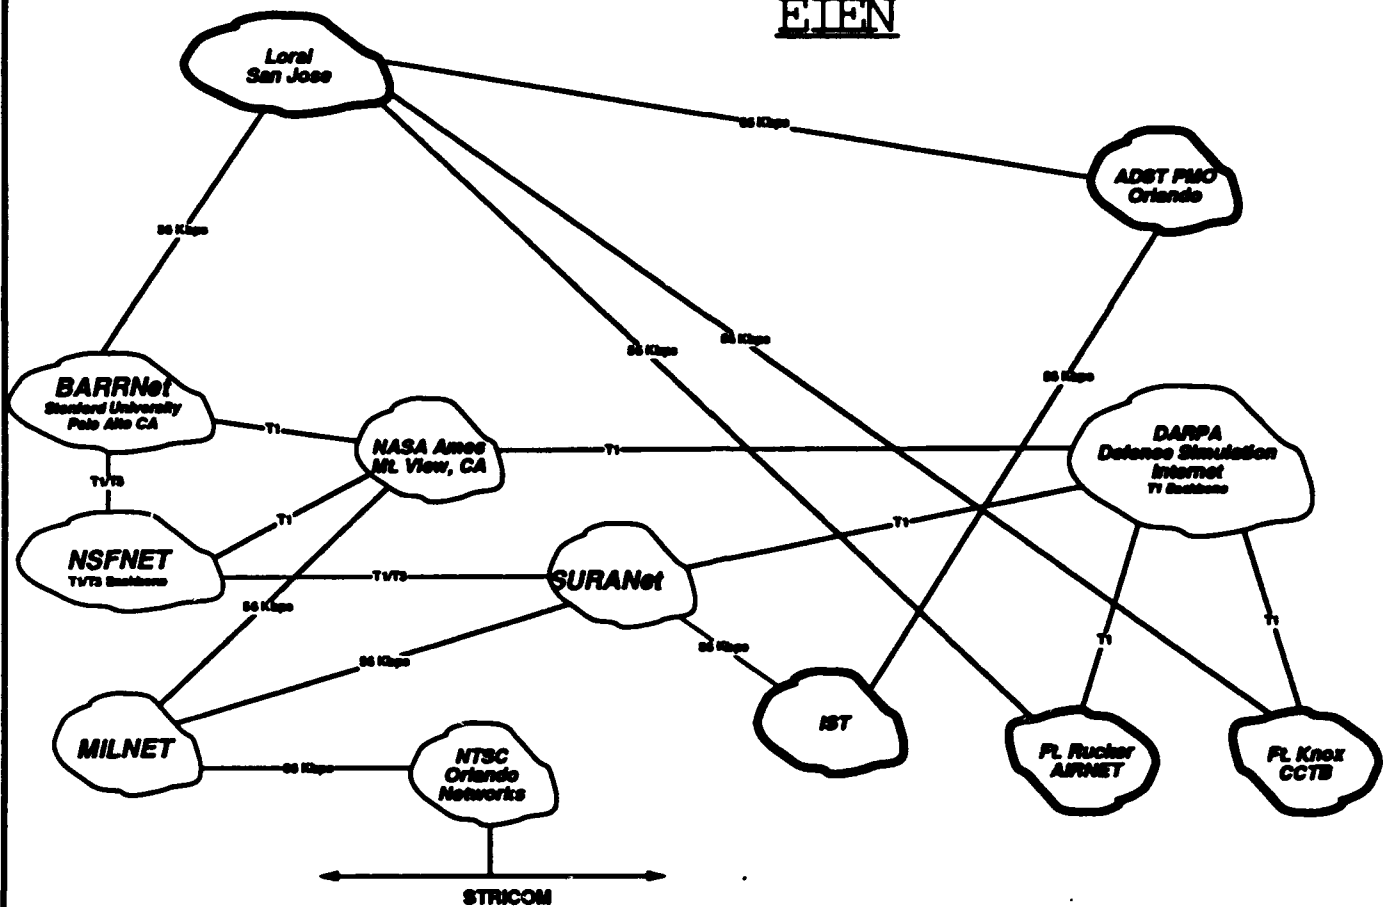 ETEN
Loral
San Jose
56 Kbps
ADST PMO
Orlando
56 Kbps
56 Kbps
56 Kbps
56 Kbps
BARRNet
Stanford University
Palo Alto CA
T1
NASA Ames
Mt. View, CA
T1
DARPA
Defense Simulation
Internet
T1 Backbone
T1/T3
T1
T1
NSFNET
T1/T3 Backbone
T1/T3
SURANet
56 Kbps
T1
T1
56 Kbps
56 Kbps
MILNET
56 Kbps
NTSC
Orlando
Networks
IST
Ft. Rucker
AIRNET
Ft. Knox
CCTB
STRICOM